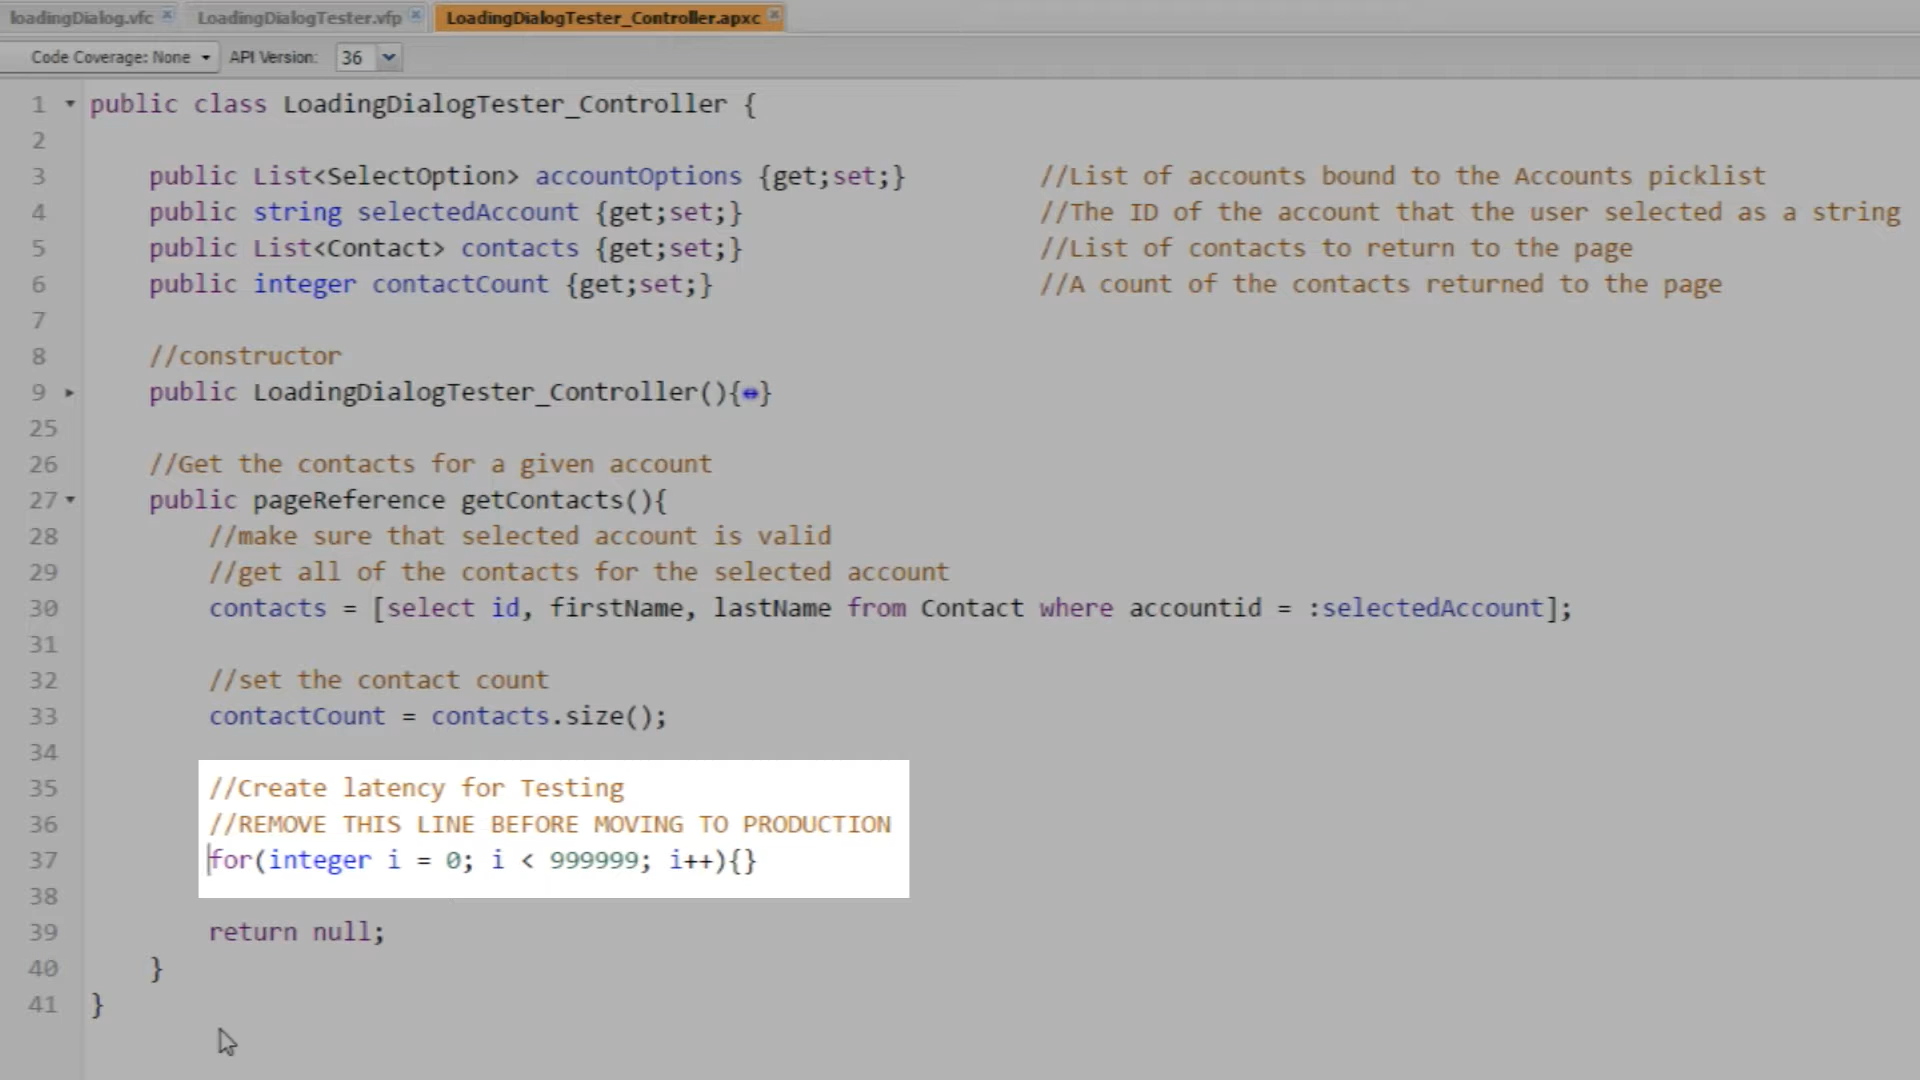 loadingDialog.vfc LoadingDialogTester.vfp LoadingDialogTester_Controller.apxc
Code Coverage: None API Version: 36
1 public class LoadingDialogTester_Controller {
2
3 public List<SelectOption> accountOptions {get;set;} //List of accounts bound to the Accounts picklist
4 public string selectedAccount {get;set;} //The ID of the account that the user selected as a string
5 public List<Contact> contacts {get;set;} //List of contacts to return to the page
6 public integer contactCount {get;set;} //A count of the contacts returned to the page
7
8 //constructor
9 public LoadingDialogTester_Controller(){↔}
25
26 //Get the contacts for a given account
27 public pageReference getContacts(){
28 //make sure that selected account is valid
29 //get all of the contacts for the selected account
30 contacts = [select id, firstName, lastName from Contact where accountid = :selectedAccount];
31
32 //set the contact count
33 contactCount = contacts.size();
34
35 //Create latency for Testing
36 //REMOVE THIS LINE BEFORE MOVING TO PRODUCTION
37 for(integer i = 0; i < 999999; i++){}
38
39 return null;
40 }
41 }